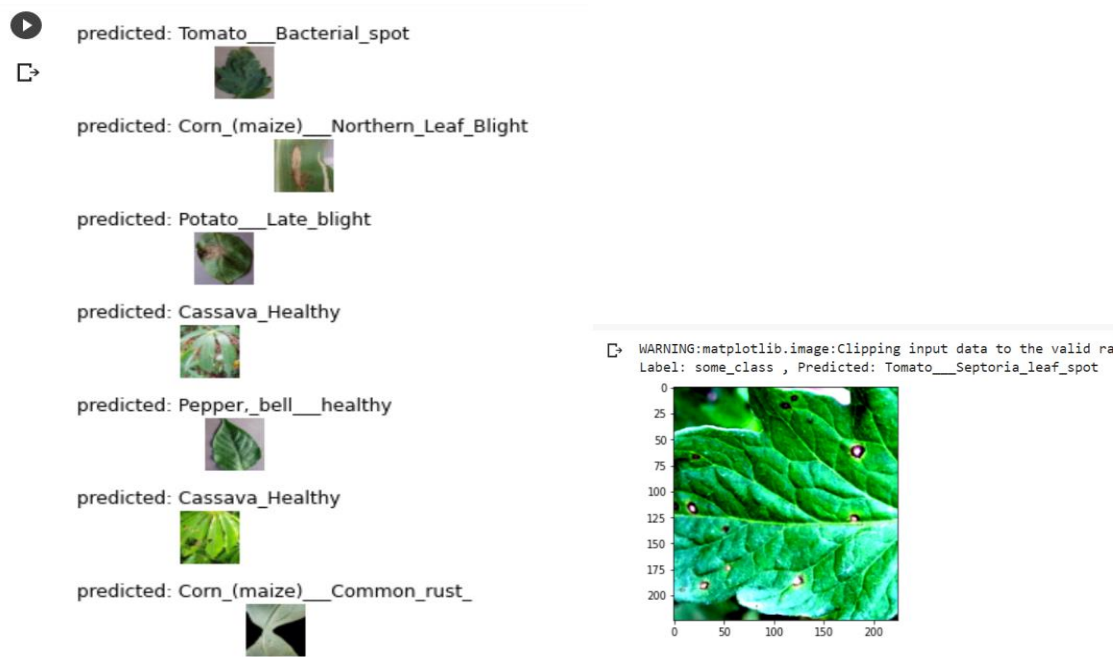 predicted: Tomato___Bacterial_spot
predicted: Corn_(maize)___Northern_Leaf_Blight
predicted: Potato___Late_blight
predicted: Cassava_Healthy
predicted: Pepper,_bell___healthy
predicted: Cassava_Healthy
predicted: Corn_(maize)___Common_rust_
WARNING:matplotlib.image:Clipping input data to the valid ra
Label: some_class , Predicted: Tomato___Septoria_leaf_spot
0
25
50
75
100
125
150
175
200
0 50 100 150 200